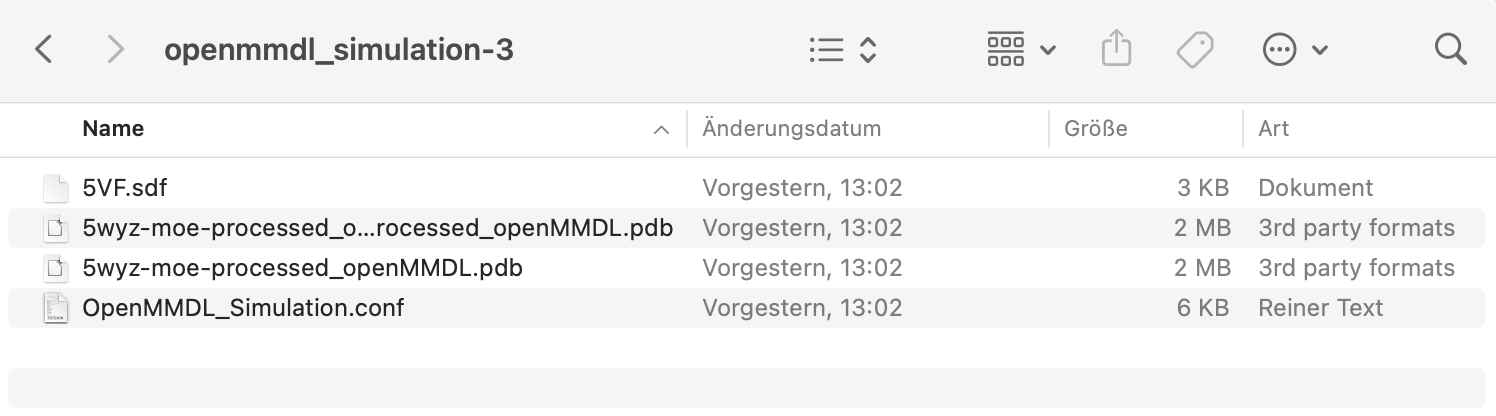 openmmdl_simulation-3
Name Änderungsdatum Größe Art
5VF.sdf Vorgestern, 13:02 3 KB Dokument
5wyz-moe-processed_o...rocessed_openMMDL.pdb Vorgestern, 13:02 2 MB 3rd party formats
5wyz-moe-processed_openMMDL.pdb Vorgestern, 13:02 2 MB 3rd party formats
OpenMMDL_Simulation.conf Vorgestern, 13:02 6 KB Reiner Text